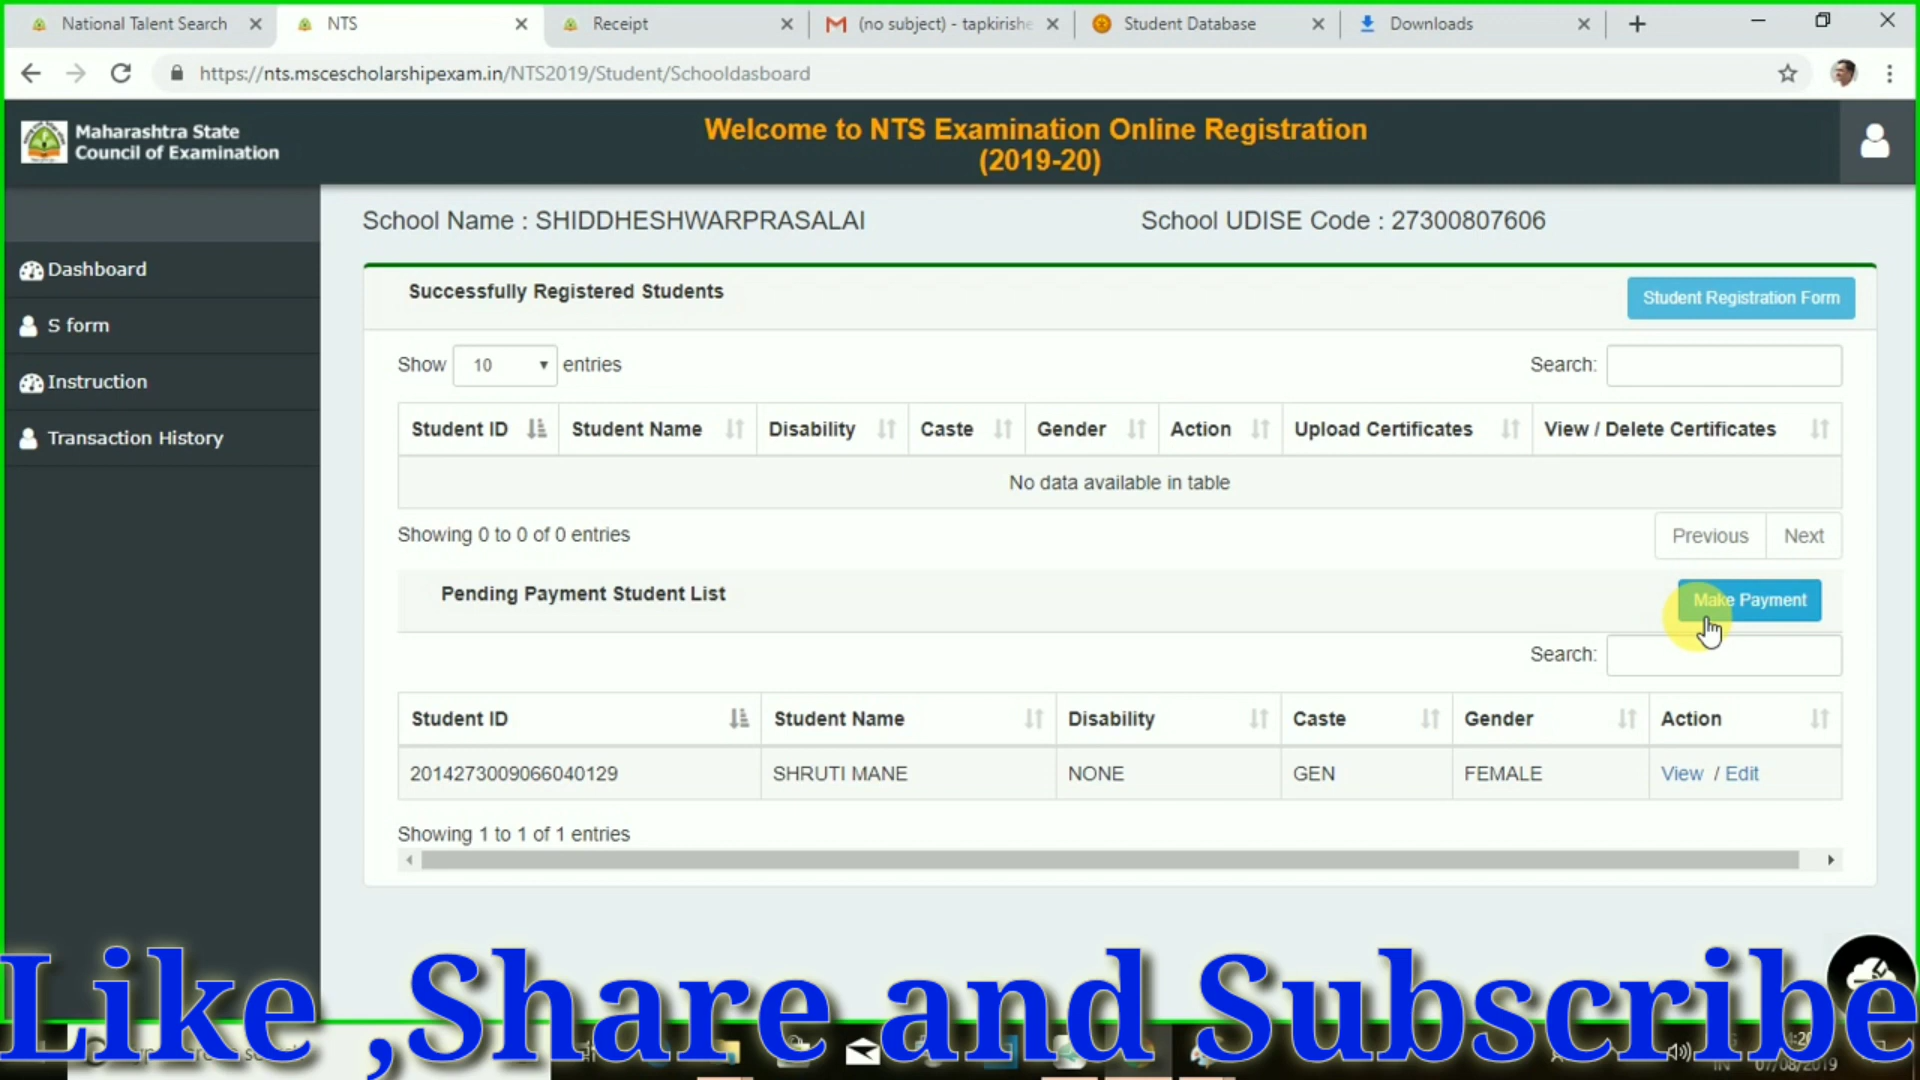 National Talent Search
NTS
Receipt
(no subject) - tapkirishe
Student Database
Downloads
https://nts.mscescholarshipexam.in/NTS2019/Student/Schooldasboard
Maharashtra State
Council of Examination
Welcome to NTS Examination Online Registration
(2019-20)
School Name : SHIDDHESHWARPRASALAI
School UDISE Code : 27300807606
Dashboard
S form
Instruction
Transaction History
Successfully Registered Students
Student Registration Form
Show 10 entries
Search:
Student ID Student Name Disability Caste Gender Action Upload Certificates View / Delete Certificates
No data available in table
Showing 0 to 0 of 0 entries
Previous Next
Pending Payment Student List
Make Payment
Search:
Student ID Student Name Disability Caste Gender Action
2014273009066040129 SHRUTI MANE NONE GEN FEMALE View / Edit
Showing 1 to 1 of 1 entries
Like ,Share and Subscribe
07/08/2019